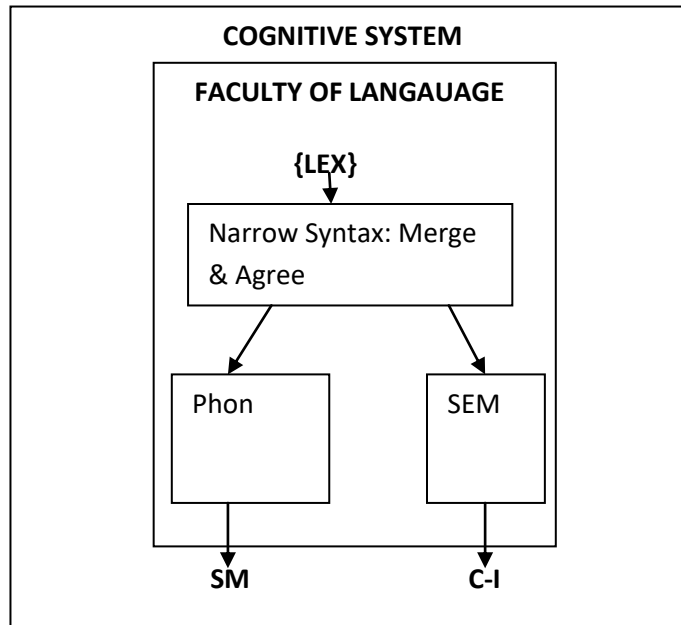 COGNITIVE SYSTEM
FACULTY OF LANGAUAGE
{LEX}
Narrow Syntax: Merge
& Agree
Phon
SEM
SM
C-I